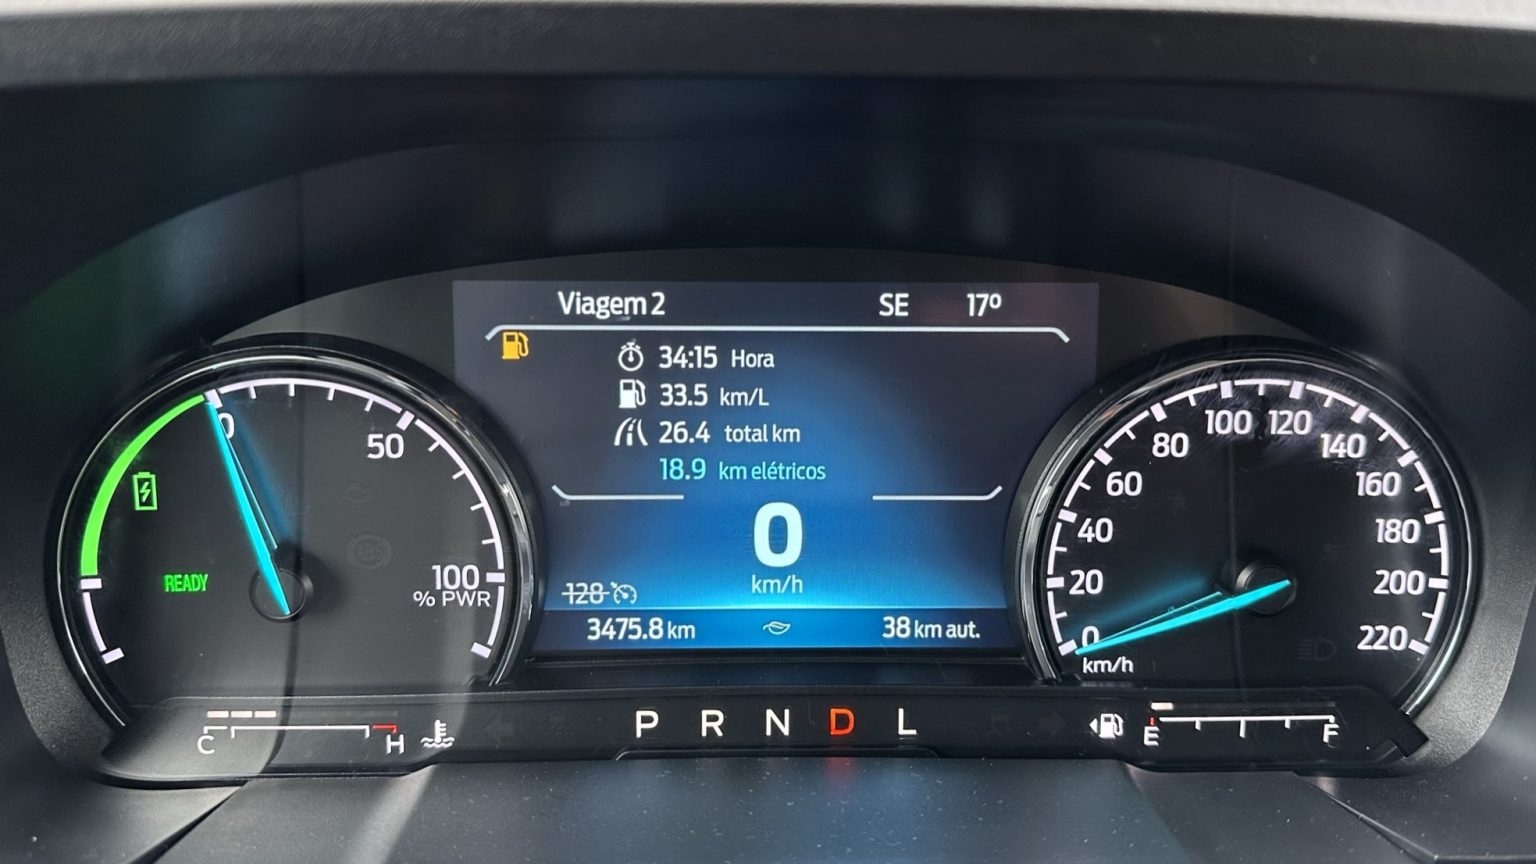 Viagem 2 SE 17º
34:15 Hora
33.5 km/L
26.4 total km
18.9 km elétricos
0
km/h
128
3475.8 km 38 km aut.
0
50
100
% PWR
READY
0
20
40
60
80
100
120
140
160
180
200
220
km/h
C H
P R N D L
E F